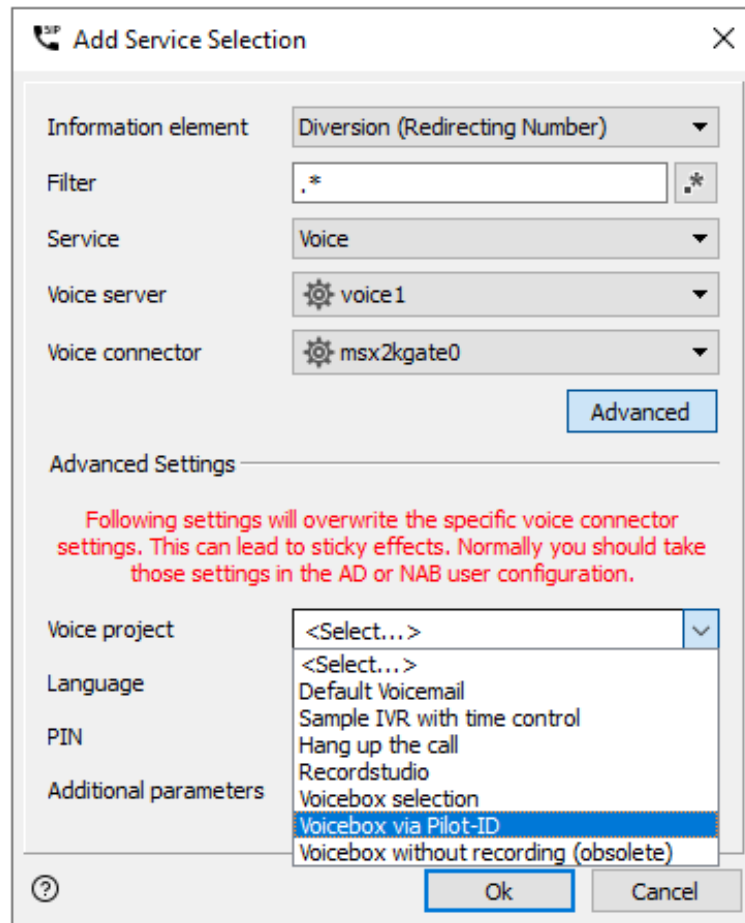 SIP Add Service Selection
Information element Diversion (Redirecting Number)
Filter .* .*
Service Voice
Voice server voice1
Voice connector msx2kgate0
Advanced
Advanced Settings
Following settings will overwrite the specific voice connector
settings. This can lead to sticky effects. Normally you should take
those settings in the AD or NAB user configuration.
Voice project <Select...>
<Select...>
Language Default Voicemail
Sample IVR with time control
PIN Hang up the call
Recordstudio
Additional parameters Voicebox selection
Voicebox via Pilot-ID
Voicebox without recording (obsolete)
? Ok Cancel